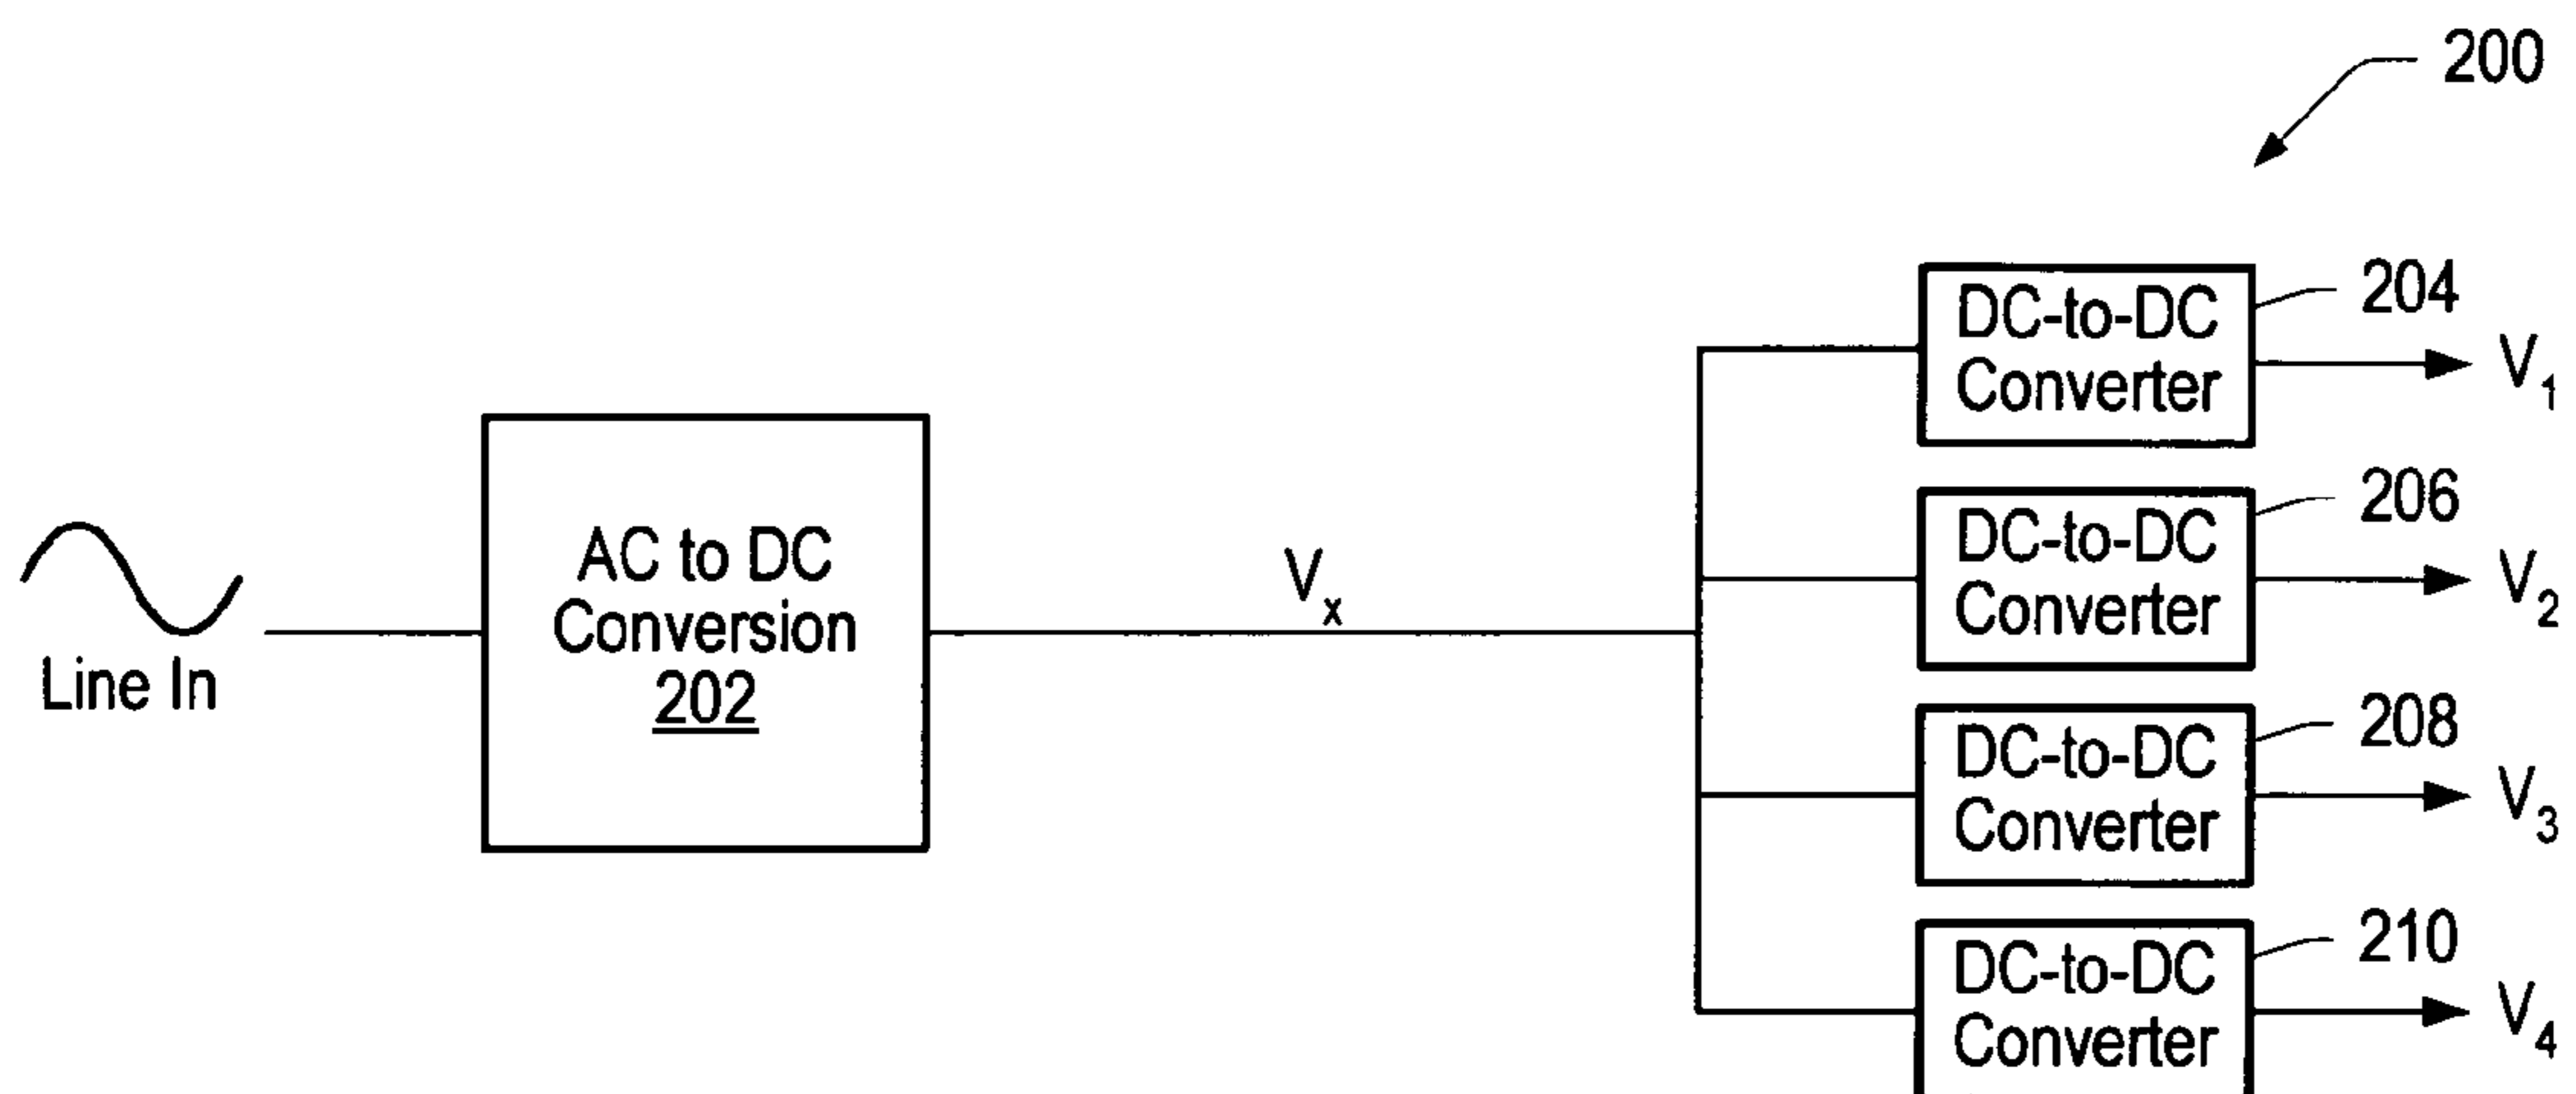 200
DC-to-DC
Converter
204
V1
AC to DC
Conversion
202
Line In
Vx
DC-to-DC
Converter
206
V2
DC-to-DC
Converter
208
V3
DC-to-DC
Converter
210
V4